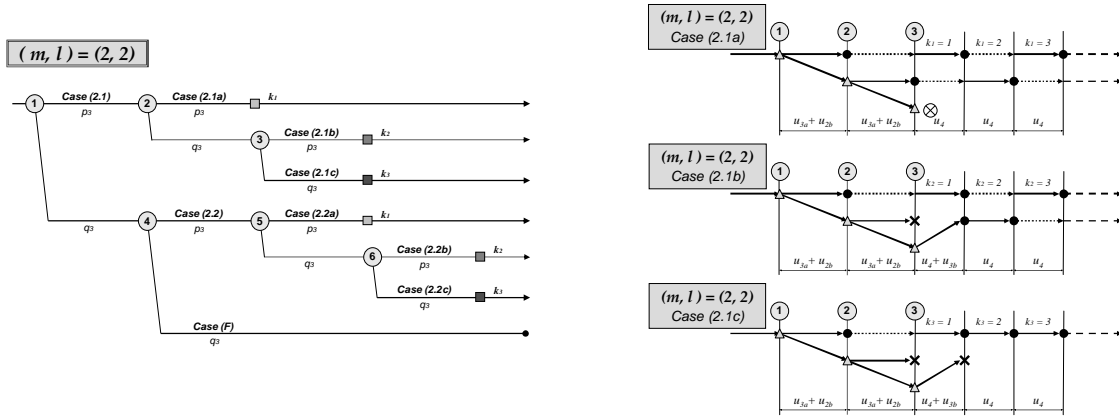 ( m, l ) = (2, 2)
1
Case (2.1)
p3
2
Case (2.1a)
p3
k1
q3
3
Case (2.1b)
p3
k2
Case (2.1c)
q3
k3
q3
4
Case (2.2)
p3
5
Case (2.2a)
p3
k1
q3
6
Case (2.2b)
p3
k2
Case (2.2c)
q3
k3
Case (F)
q3
(m, l ) = (2, 2)
Case (2.1a)
1 2 3
k1 = 1 k1 = 2 k1 = 3
u3a + u2b u3a + u2b u4 u4 u4
(m, l ) = (2, 2)
Case (2.1b)
1 2 3
k2 = 1 k2 = 2 k2 = 3
u3a + u2b u3a + u2b u4 + u3b u4 u4
(m, l ) = (2, 2)
Case (2.1c)
1 2 3
k3 = 1 k3 = 2 k3 = 3
u3a + u2b u3a + u2b u4 + u3b u4 u4